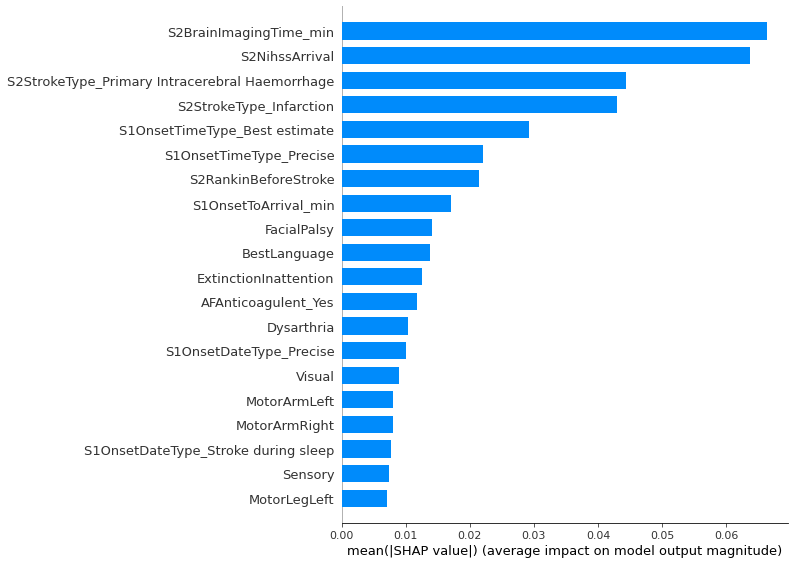 S2BrainImagingTime_min
S2NihssArrival
S2StrokeType_Primary Intracerebral Haemorrhage
S2StrokeType_Infarction
S1OnsetTimeType_Best estimate
S1OnsetTimeType_Precise
S2RankinBeforeStroke
S1OnsetToArrival_min
FacialPalsy
BestLanguage
ExtinctionInattention
AFAnticoagulent_Yes
Dysarthria
S1OnsetDateType_Precise
Visual
MotorArmLeft
MotorArmRight
S1OnsetDateType_Stroke during sleep
Sensory
MotorLegLeft
0.00 0.01 0.02 0.03 0.04 0.05 0.06
mean(|SHAP value|) (average impact on model output magnitude)